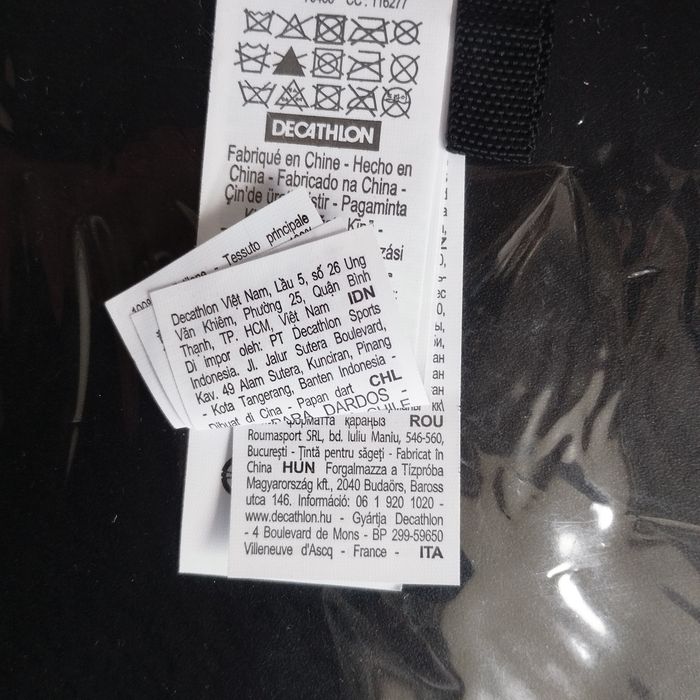 CC : 116277
DECATHLON
Fabriqué en Chine - Hecho en
China - Fabricado na China -
Pagaminta
Tessuto principale
Decathlon Việt Nam, Lầu 5, số 26 Ung
Văn Khiêm, Phường 25, Quận Bình
Thạnh, TP. HCM, Việt Nam IDN
Di impor oleh: PT Decathlon Sports
Indonesia, Jl. Jalur Sutera Boulevard,
Kav. 49 Alam Sutera, Kunciran, Pinang
- Kota Tangerang, Banten Indonesia -
Dibuat di Cina - Papan dart CHL
PARA DARDOS
қараңыз ROU
Roumasport SRL, bd. Iuliu Maniu, 546-560,
București - Țintă pentru săgeți - Fabricat în
China HUN Forgalmazza a Tízpróba
Magyarország kft., 2040 Budaörs, Baross
utca 146. Információ: 06 1 920 1020 -
www.decathlon.hu - Gyártja Decathlon
- 4 Boulevard de Mons - BP 299-59650
Villeneuve d'Ascq - France - ITA